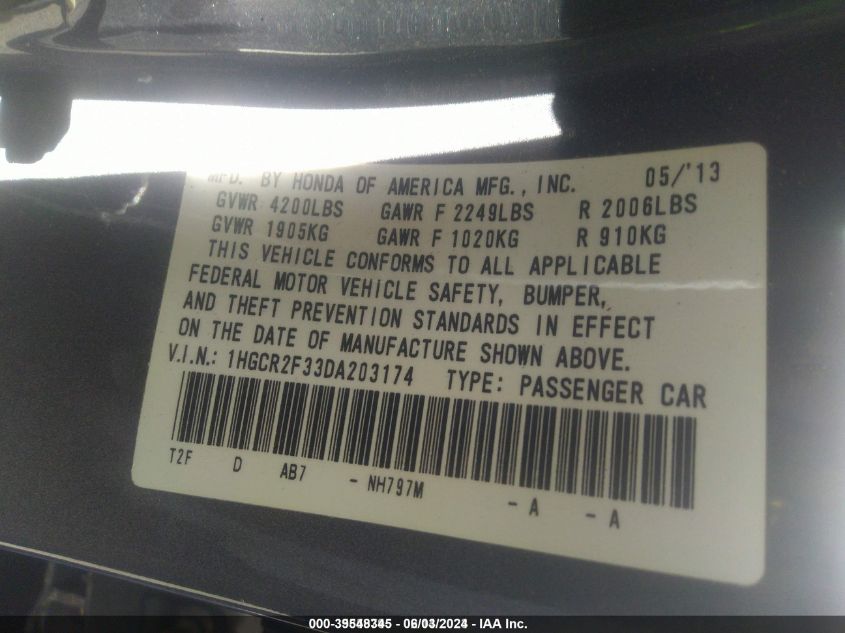 MFD. BY HONDA OF AMERICA MFG., INC. 05/'13
GVWR 4200LBS GAWR F 2249LBS R 2006LBS
GVWR 1905KG GAWR F 1020KG R 910KG
THIS VEHICLE CONFORMS TO ALL APPLICABLE
FEDERAL MOTOR VEHICLE SAFETY, BUMPER,
AND THEFT PREVENTION STANDARDS IN EFFECT
ON THE DATE OF MANUFACTURE SHOWN ABOVE.
V.I.N.: 1HGCR2F33DA203174 TYPE: PASSENGER CAR
T2F D AB7 - NH797M - A - A
000-39548345 - 06/03/2024 - IAA Inc.